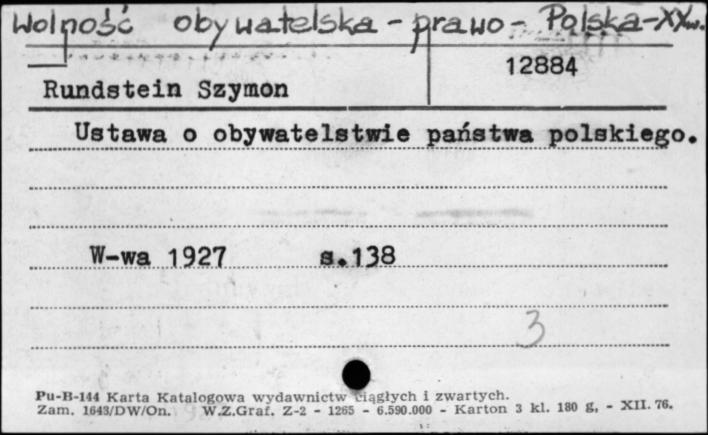 Wolność obywatelska - prawo - Polska - XXw.
12884
Rundstein Szymon
Ustawa o obywatelstwie państwa polskiego.
W-wa 1927 s.138
3
Pu-B-144 Karta Katalogowa wydawnictw ciągłych i zwartych.
Zam. 1643/DW/On. W.Z.Graf. Z-2 - 1265 - 6.590.000 - Karton 3 kl. 180 g, - XII. 76.